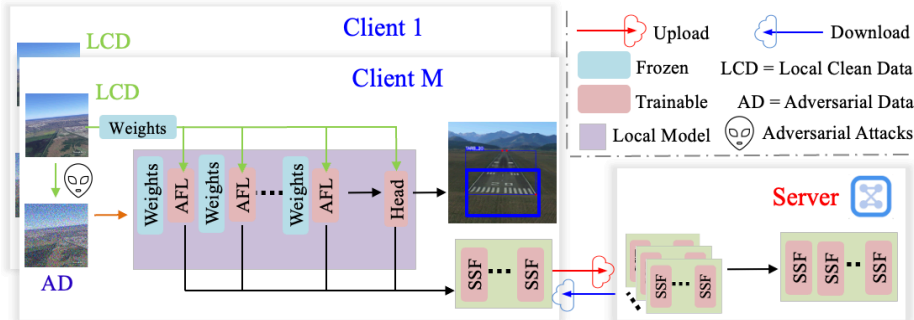 Client 1
LCD
Client M
LCD
Weights
Weights
AFL
Weights
AFL
Weights
AFL
Head
AD
SSF
SSF
Upload
Download
Frozen
LCD = Local Clean Data
Trainable
AD = Adversarial Data
Local Model
Adversarial Attacks
Server
SSF
SSF
SSF
SSF
SSF